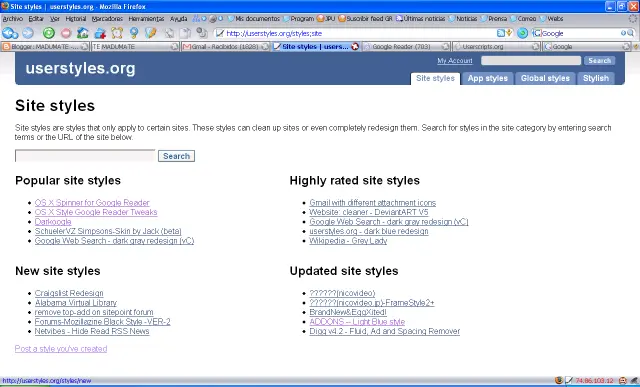 Site styles | userstyles.org - Mozilla Firefox
Archivo Editar Ver Historial Marcadores Herramientas Ayuda Mis documentos Program JPU Suscribir feed GR Últimas noticias Noticias Prensa Correo Webs
http://userstyles.org/styles/site
Google
Blogger: MADUMATE TE MADUMATE Gmail - Recibidos (1828) Site styles | users... Google Reader (703) Userscripts.org Google
userstyles.org
My Account
Search
Site styles App styles Global styles Stylish
Site styles
Site styles are styles that only apply to certain sites. These styles can clean up sites or even completely redesign them. Search for styles in the site category by entering search
terms or the URL of the site below.
Search
Popular site styles
OS X Spinner for Google Reader
OS X Style Google Reader Tweaks
Darkoogle
SchuelerVZ Simpsons-Skin by Jack (beta)
Google Web Search - dark gray redesign (vC)
Highly rated site styles
Gmail with different attachment icons
Website: cleaner - DeviantART V5
Google Web Search - dark gray redesign (vC)
userstyles.org - dark blue redesign
Wikipedia - Grey Lady
New site styles
Craigslist Redesign
Alabama Virtual Library
remove top-add on sitepoint forum
Forums-Mozillazine Black Style -VER-2
Netvibes - Hide Read RSS News
Updated site styles
??????(nicovideo)
??????(nicovideo.jp)-FrameStyle2+
BrandNew&EggXited!
ADDONS -- Light Blue style
Digg v4.2 - Fluid, Ad and Spacing Remover
Post a style you've created
http://userstyles.org/styles/new
74.86.103.12